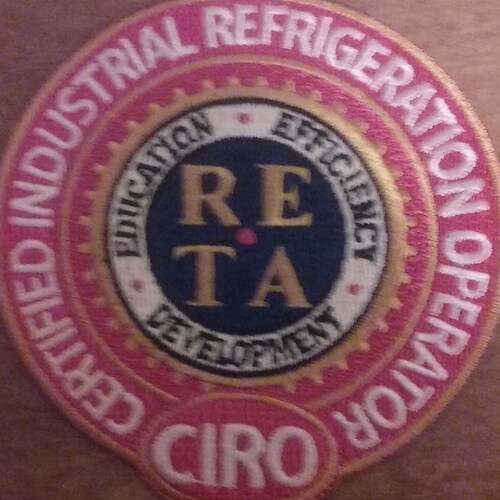 CERTIFIED INDUSTRIAL REFRIGERATION OPERATOR
EDUCATION • EFFICIENCY • DEVELOPMENT •
RE
TA
CIRO